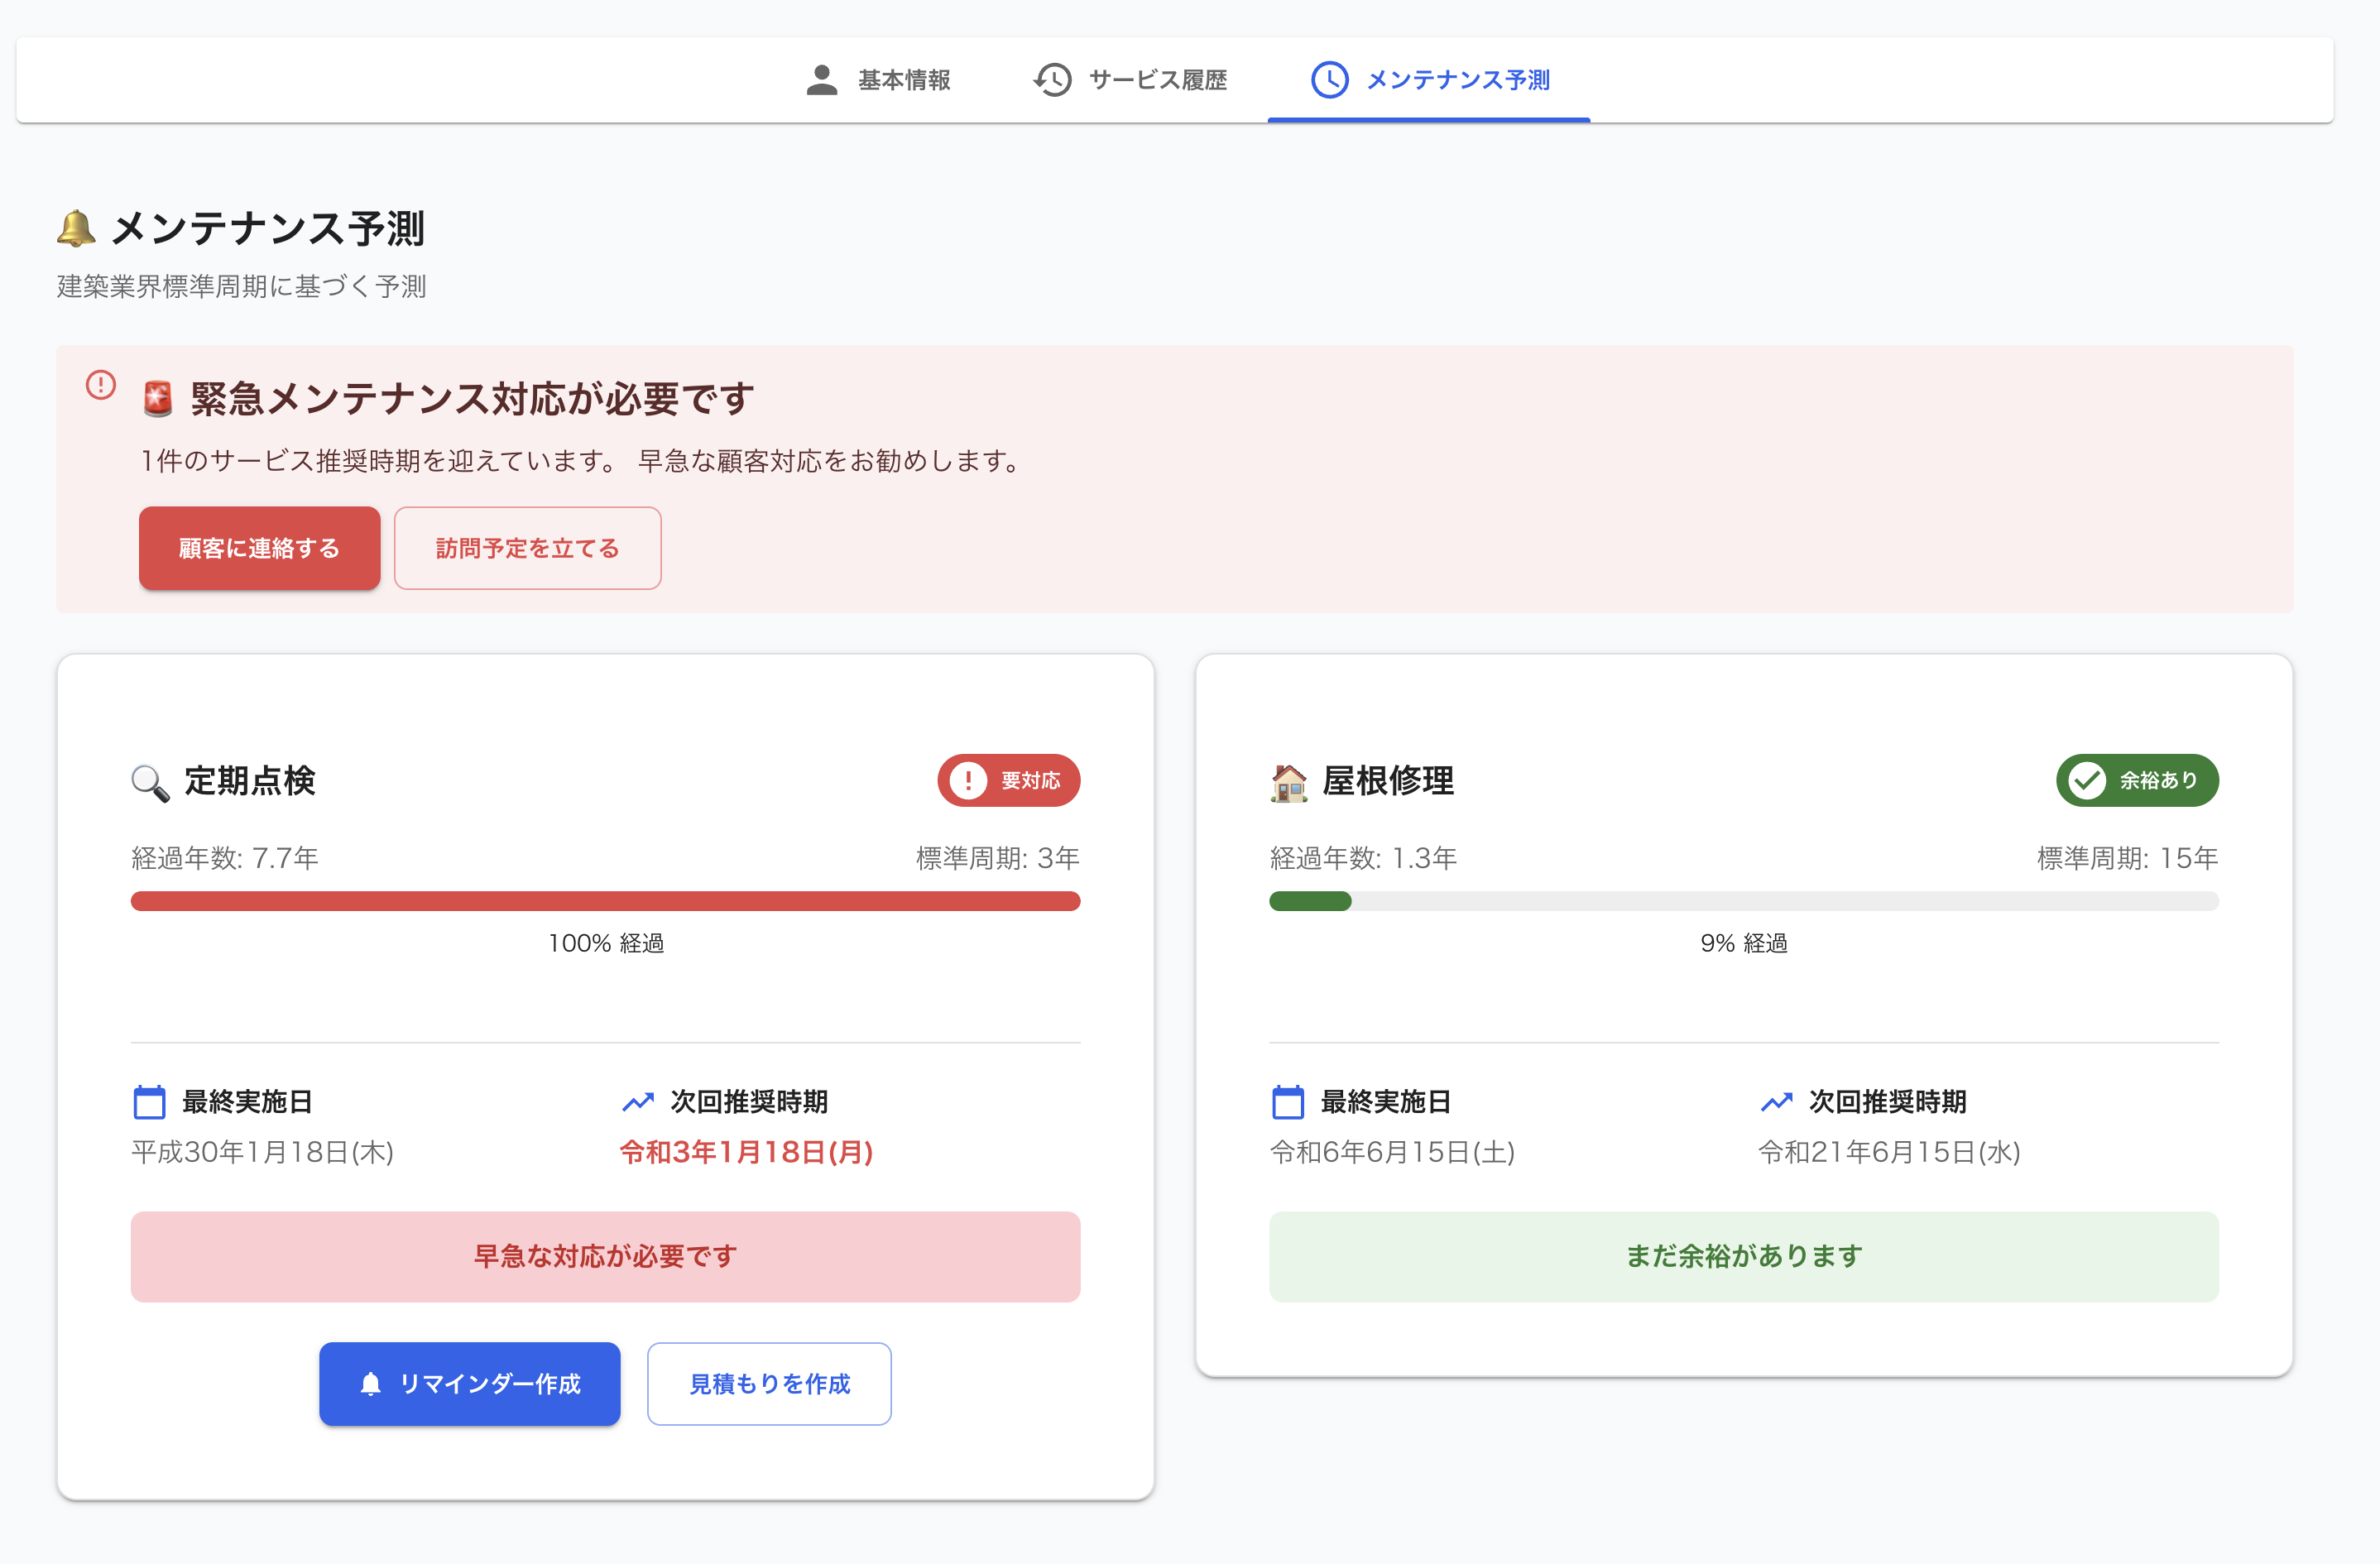 基本情報
サービス履歴
メンテナンス予測
メンテナンス予測
建築業界標準周期に基づく予測
緊急メンテナンス対応が必要です
1件のサービス推奨時期を迎えています。 早急な顧客対応をお勧めします。
顧客に連絡する
訪問予定を立てる
定期点検
要対応
経過年数: 7.7年
標準周期: 3年
100% 経過
最終実施日
次回推奨時期
平成30年1月18日(木)
令和3年1月18日(月)
早急な対応が必要です
リマインダー作成
見積もりを作成
屋根修理
余裕あり
経過年数: 1.3年
標準周期: 15年
9% 経過
最終実施日
次回推奨時期
令和6年6月15日(土)
令和21年6月15日(水)
まだ余裕があります